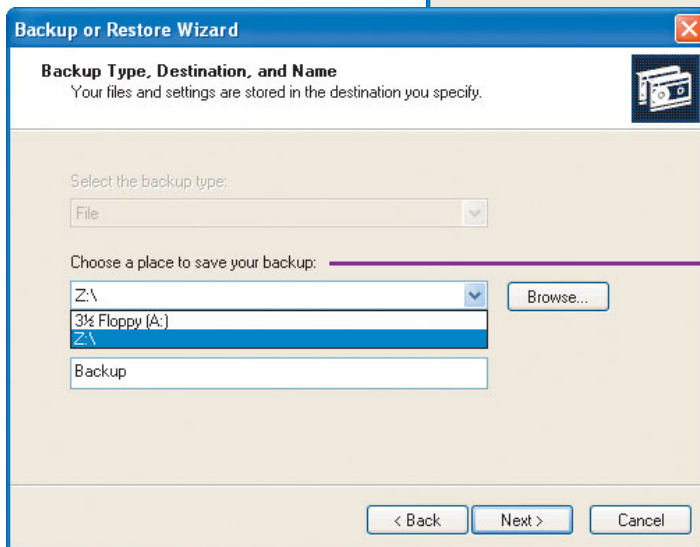 Backup or Restore Wizard
Backup Type, Destination, and Name
Your files and settings are stored in the destination you specify.
Select the backup type:
File
Choose a place to save your backup:
Z:\
Browse...
3½ Floppy (A:)
Z:\
Backup
< Back
Next >
Cancel